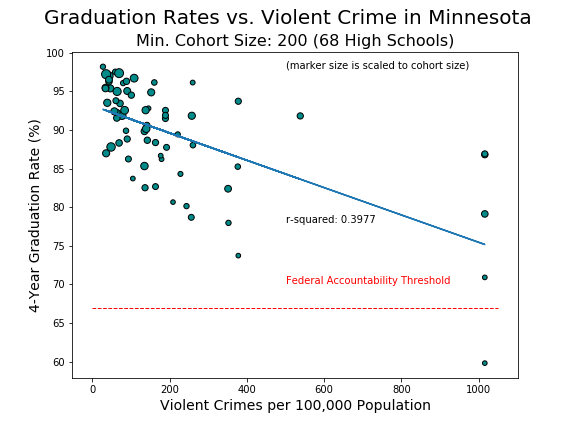 Graduation Rates vs. Violent Crime in Minnesota
Min. Cohort Size: 200 (68 High Schools)
100
(marker size is scaled to cohort size)
95
90
85
80
r-squared: 0.3977
75
Federal Accountability Threshold
70
65
60
4-Year Graduation Rate (%)
0 200 400 600 800 1000
Violent Crimes per 100,000 Population